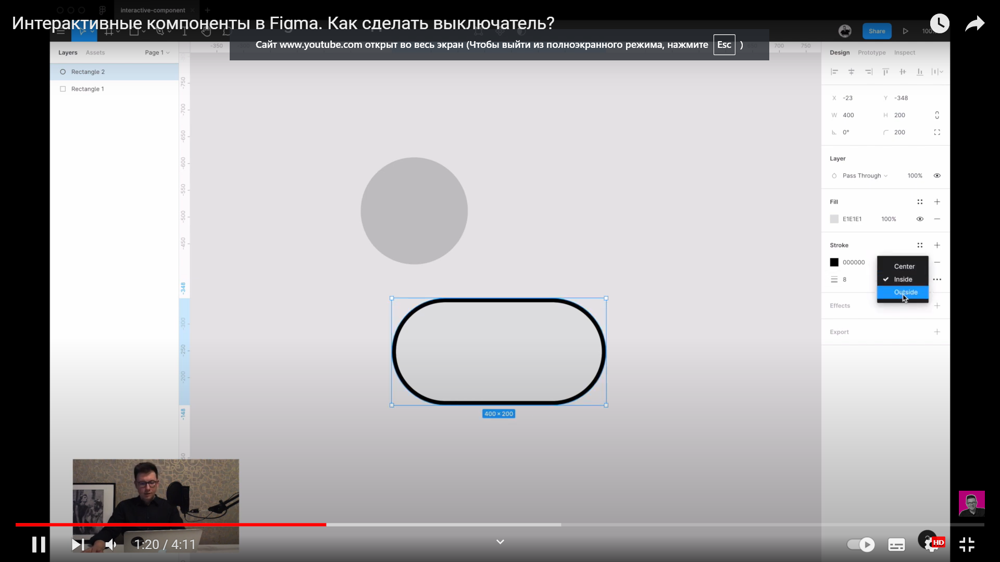 interactive-component
Интерактивные компоненты в Figma. Как сделать выключатель?
Сайт www.youtube.com открыт во весь экран (Чтобы выйти из полноэкранного режима, нажмите Esc )
Share
Layers Assets Page 1
-350
700 750
Design Prototype Inspect
Rectangle 2
Rectangle 1
-750
-700
-650
-600
-550
-500
-450
-348
-300
-250
-200
-148
X -23 Y -348
W 400 H 200
0° 200
Layer
Pass Through 100%
Fill
E1E1E1 100%
Stroke
000000
8
Center
Inside
Outside
Effects
Export
400 × 200
1:20 / 4:11
HD